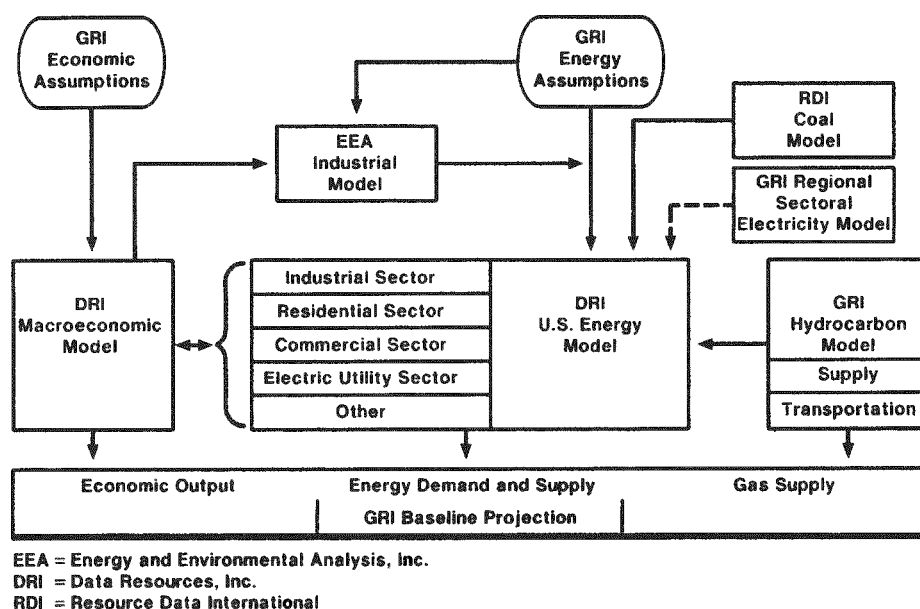 GRI
Economic
Assumptions
GRI
Energy
Assumptions
RDI
Coal
Model
EEA
Industrial
Model
GRI Regional
Sectoral
Electricity Model
DRI
Macroeconomic
Model
Industrial Sector
Residential Sector
Commercial Sector
Electric Utility Sector
Other
DRI
U.S. Energy
Model
GRI
Hydrocarbon
Model
Supply
Transportation
Economic Output
Energy Demand and Supply
Gas Supply
GRI Baseline Projection
EEA = Energy and Environmental Analysis, Inc.
DRI = Data Resources, Inc.
RDI = Resource Data International